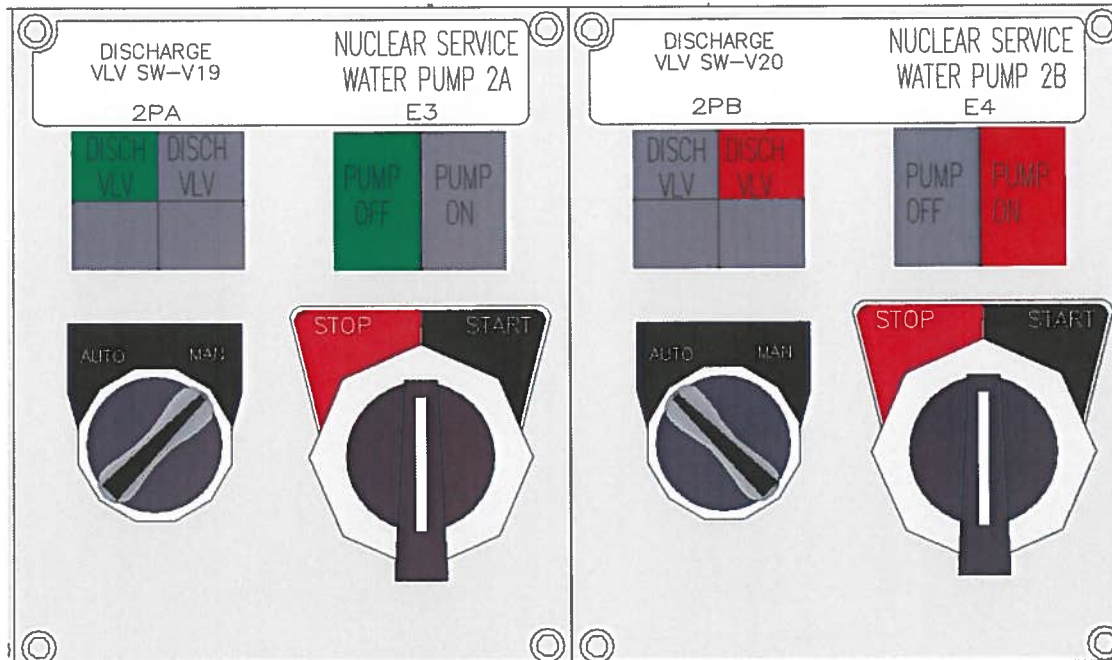 DISCHARGE
VLV SW-V19
2PA
NUCLEAR SERVICE
WATER PUMP 2A
E3
DISCH
VLV
DISCH
VLV
PUMP
OFF
PUMP
ON
AUTO
MAN
STOP
START
DISCHARGE
VLV SW-V20
2PB
NUCLEAR SERVICE
WATER PUMP 2B
E4
DISCH
VLV
DISCH
VLV
PUMP
OFF
PUMP
ON
AUTO
MAN
STOP
START